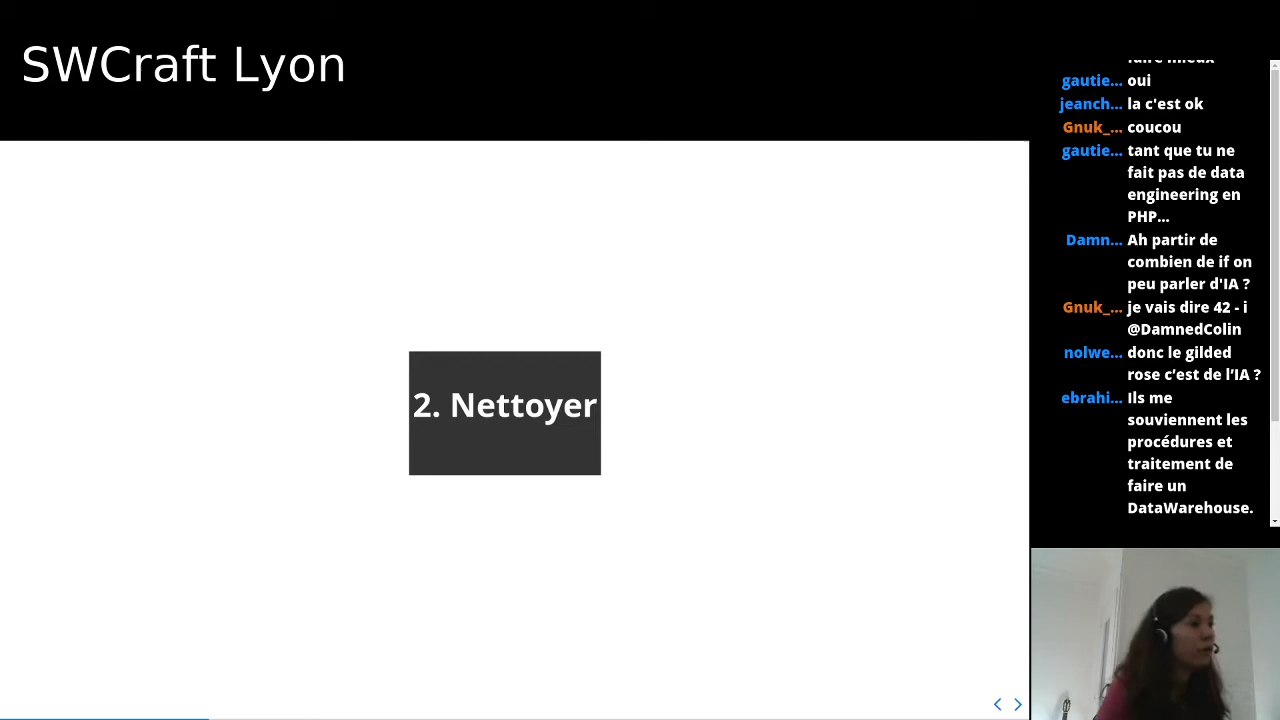 SWCraft Lyon
2. Nettoyer
gautie... oui
jeanch... la c'est ok
Gnuk_... coucou
gautie... tant que tu ne
fait pas de data
engineering en
PHP...
Damn... Ah partir de
combien de if on
peu parler d'IA ?
Gnuk_... je vais dire 42 - i
@DamnedColin
nolwe... donc le gilded
rose c’est de l’IA ?
ebrahi... Ils me
souviennent les
procédures et
traitement de
faire un
DataWarehouse.